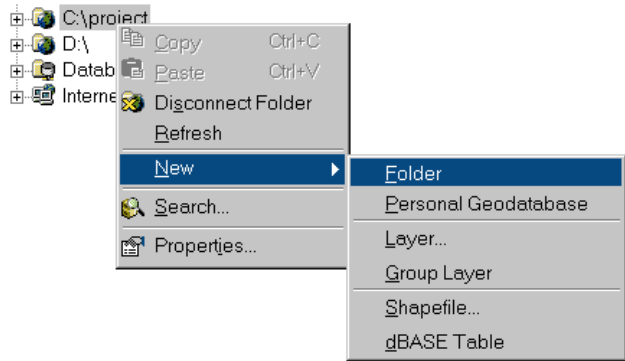 C:\project
D:\
Datab
Interne
Copy Ctrl+C
Paste Ctrl+V
Disconnect Folder
Refresh
New
Search...
Properties...
Folder
Personal Geodatabase
Layer...
Group Layer
Shapefile...
dBASE Table